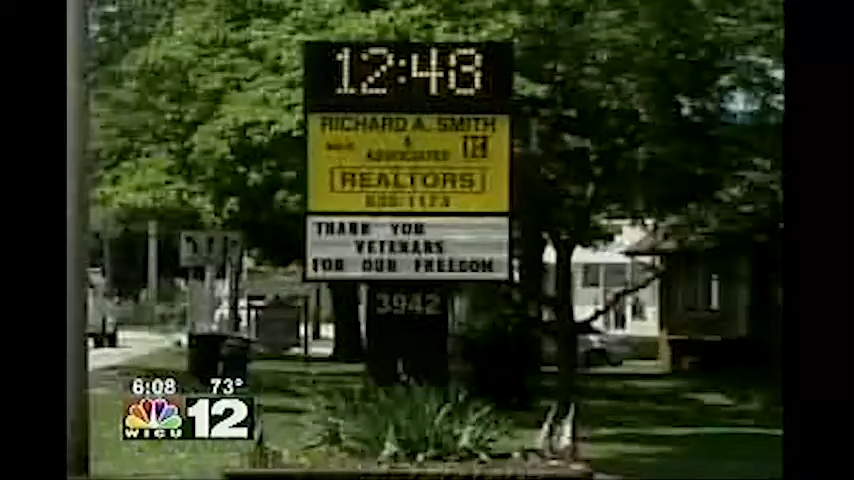 12:48
RICHARD A. SMITH
&
ASSOCIATES
REALTORS
THANK YOU
VETERANS
FOR OUR FREEDOM
3942
6:08 73°
WICU 12